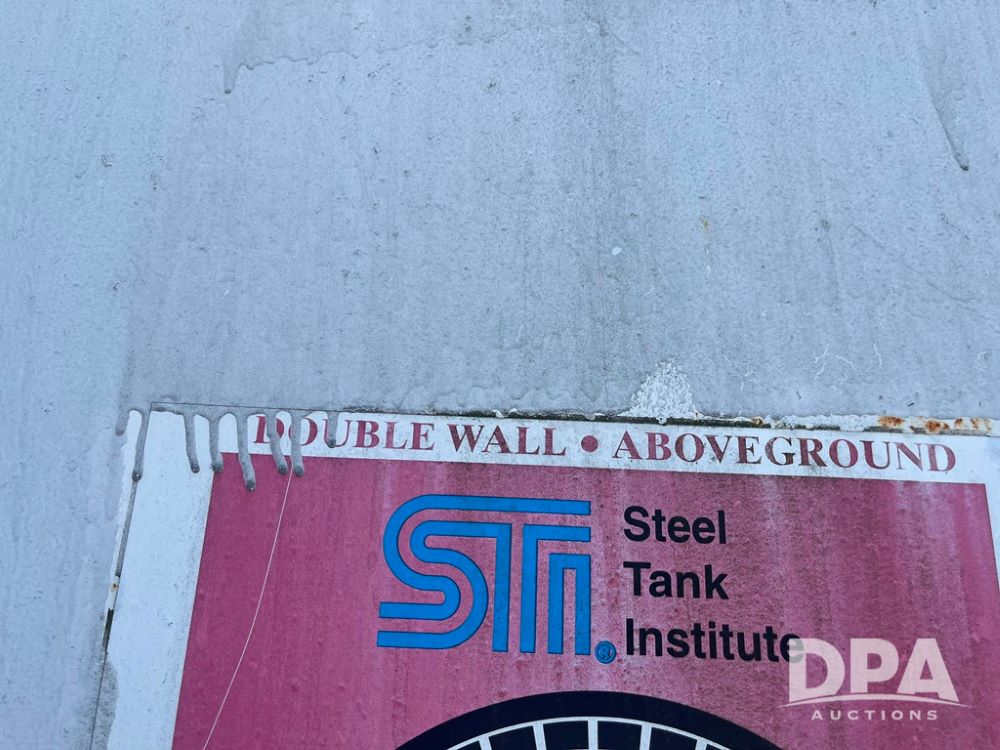 DOUBLE WALL • ABOVEGROUND
STI®
Steel
Tank
Institute
DPA
AUCTIONS